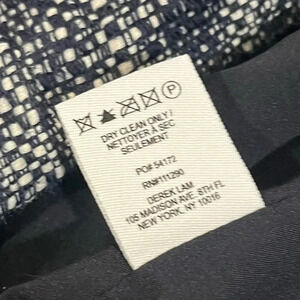 P
DRY CLEAN ONLY /
NETTOYER A SEC
SEULEMENT
PO# 54172
RN#111290
DEREK LAM
105 MADISON AVE. 8TH FL
NEW YORK, NY 10016